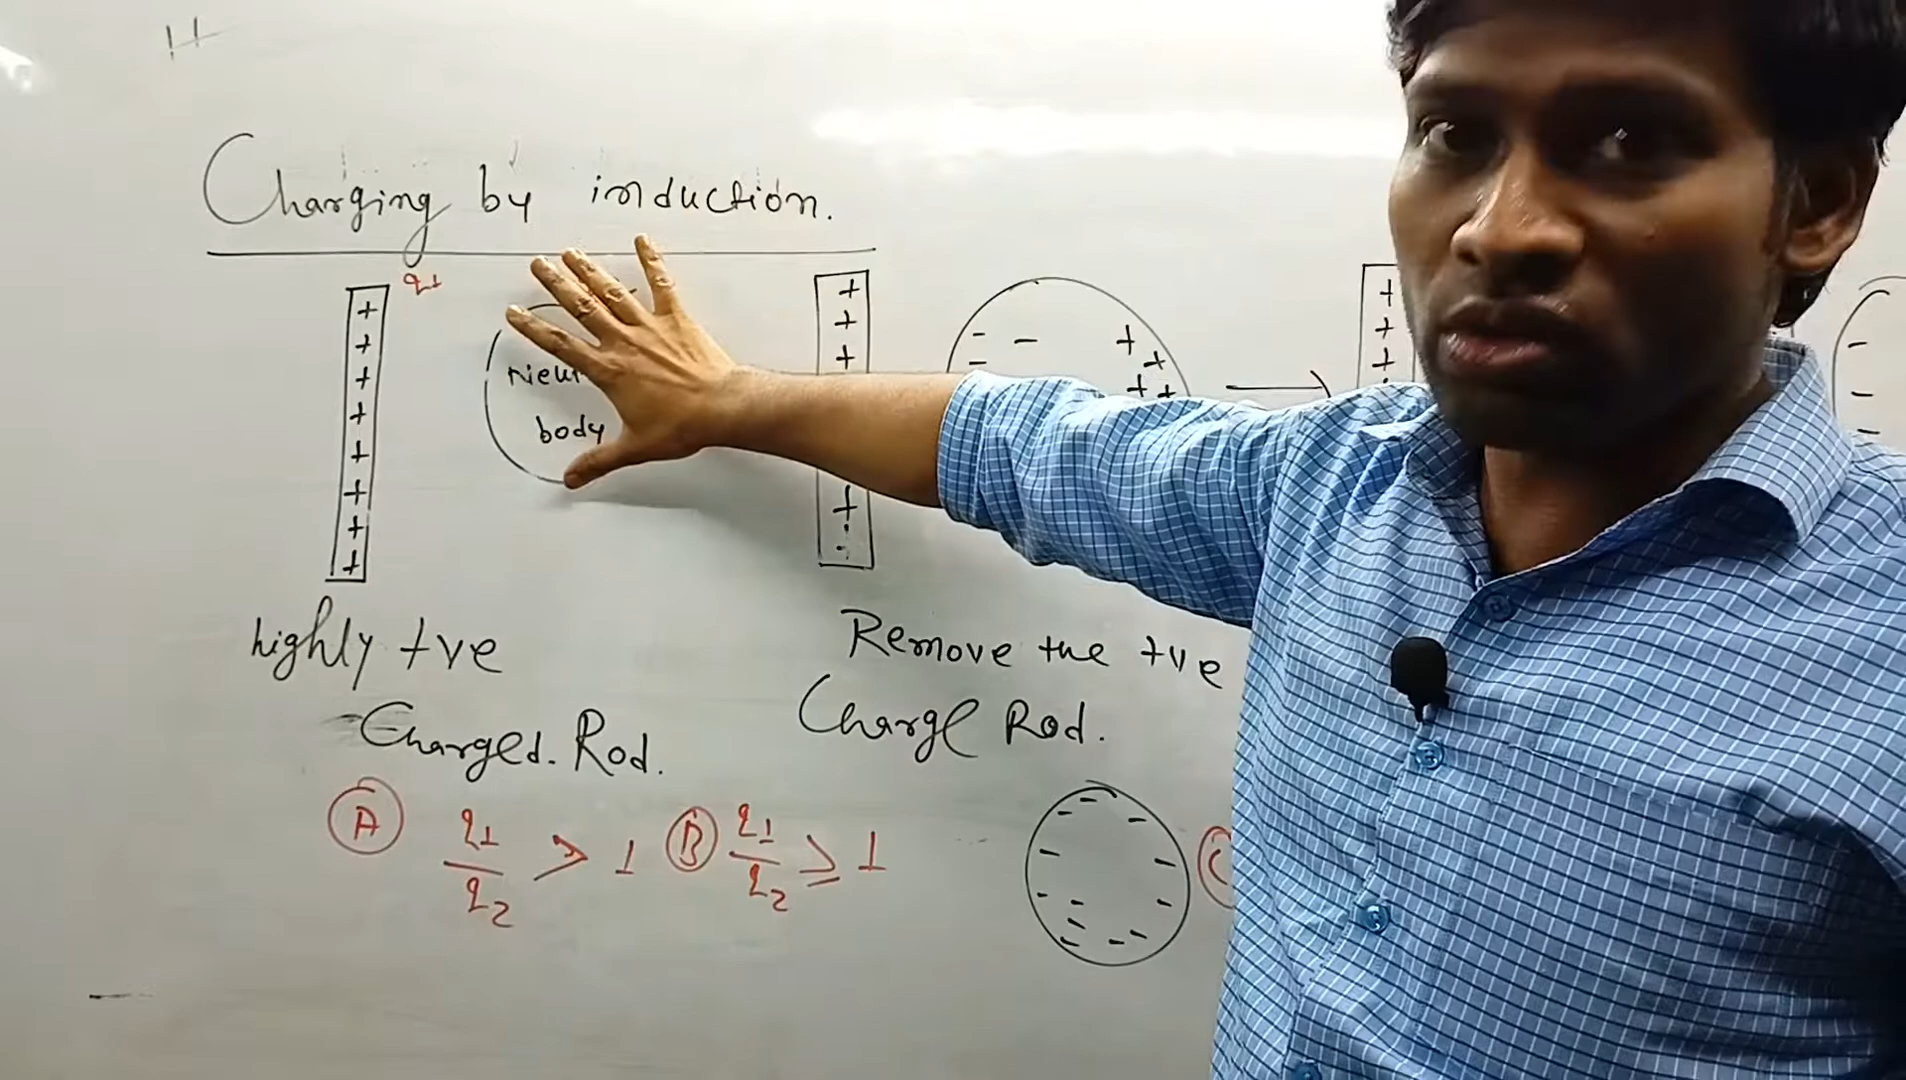 Charging by induction.
q1
body
highly +ve
Charged. Rod.
Remove the +ve
Charge Rod.
A q1/q2 > 1 B q1/q2 ≥ 1 C